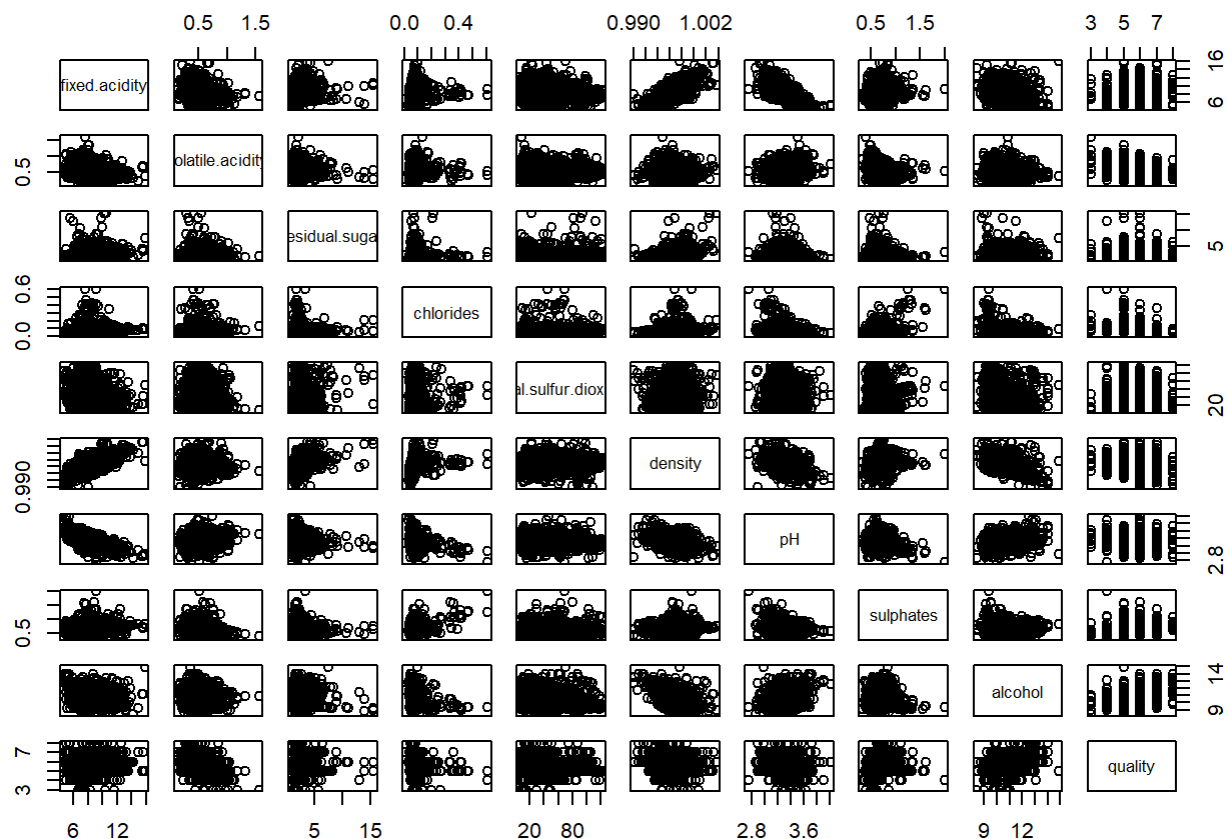 0.5 1.5 0.0 0.4 0.990 1.002 0.5 1.5 3 5 7
fixed.acidity 6 16
0.5 olatile.acidity
esidual.suga 5
0.0 0.6 chlorides
al.sulfur.diox 20
0.990 density
pH 2.8
0.5 sulphates
alcohol 9 14
3 7 quality
6 12 5 15 20 80 2.8 3.6 9 12